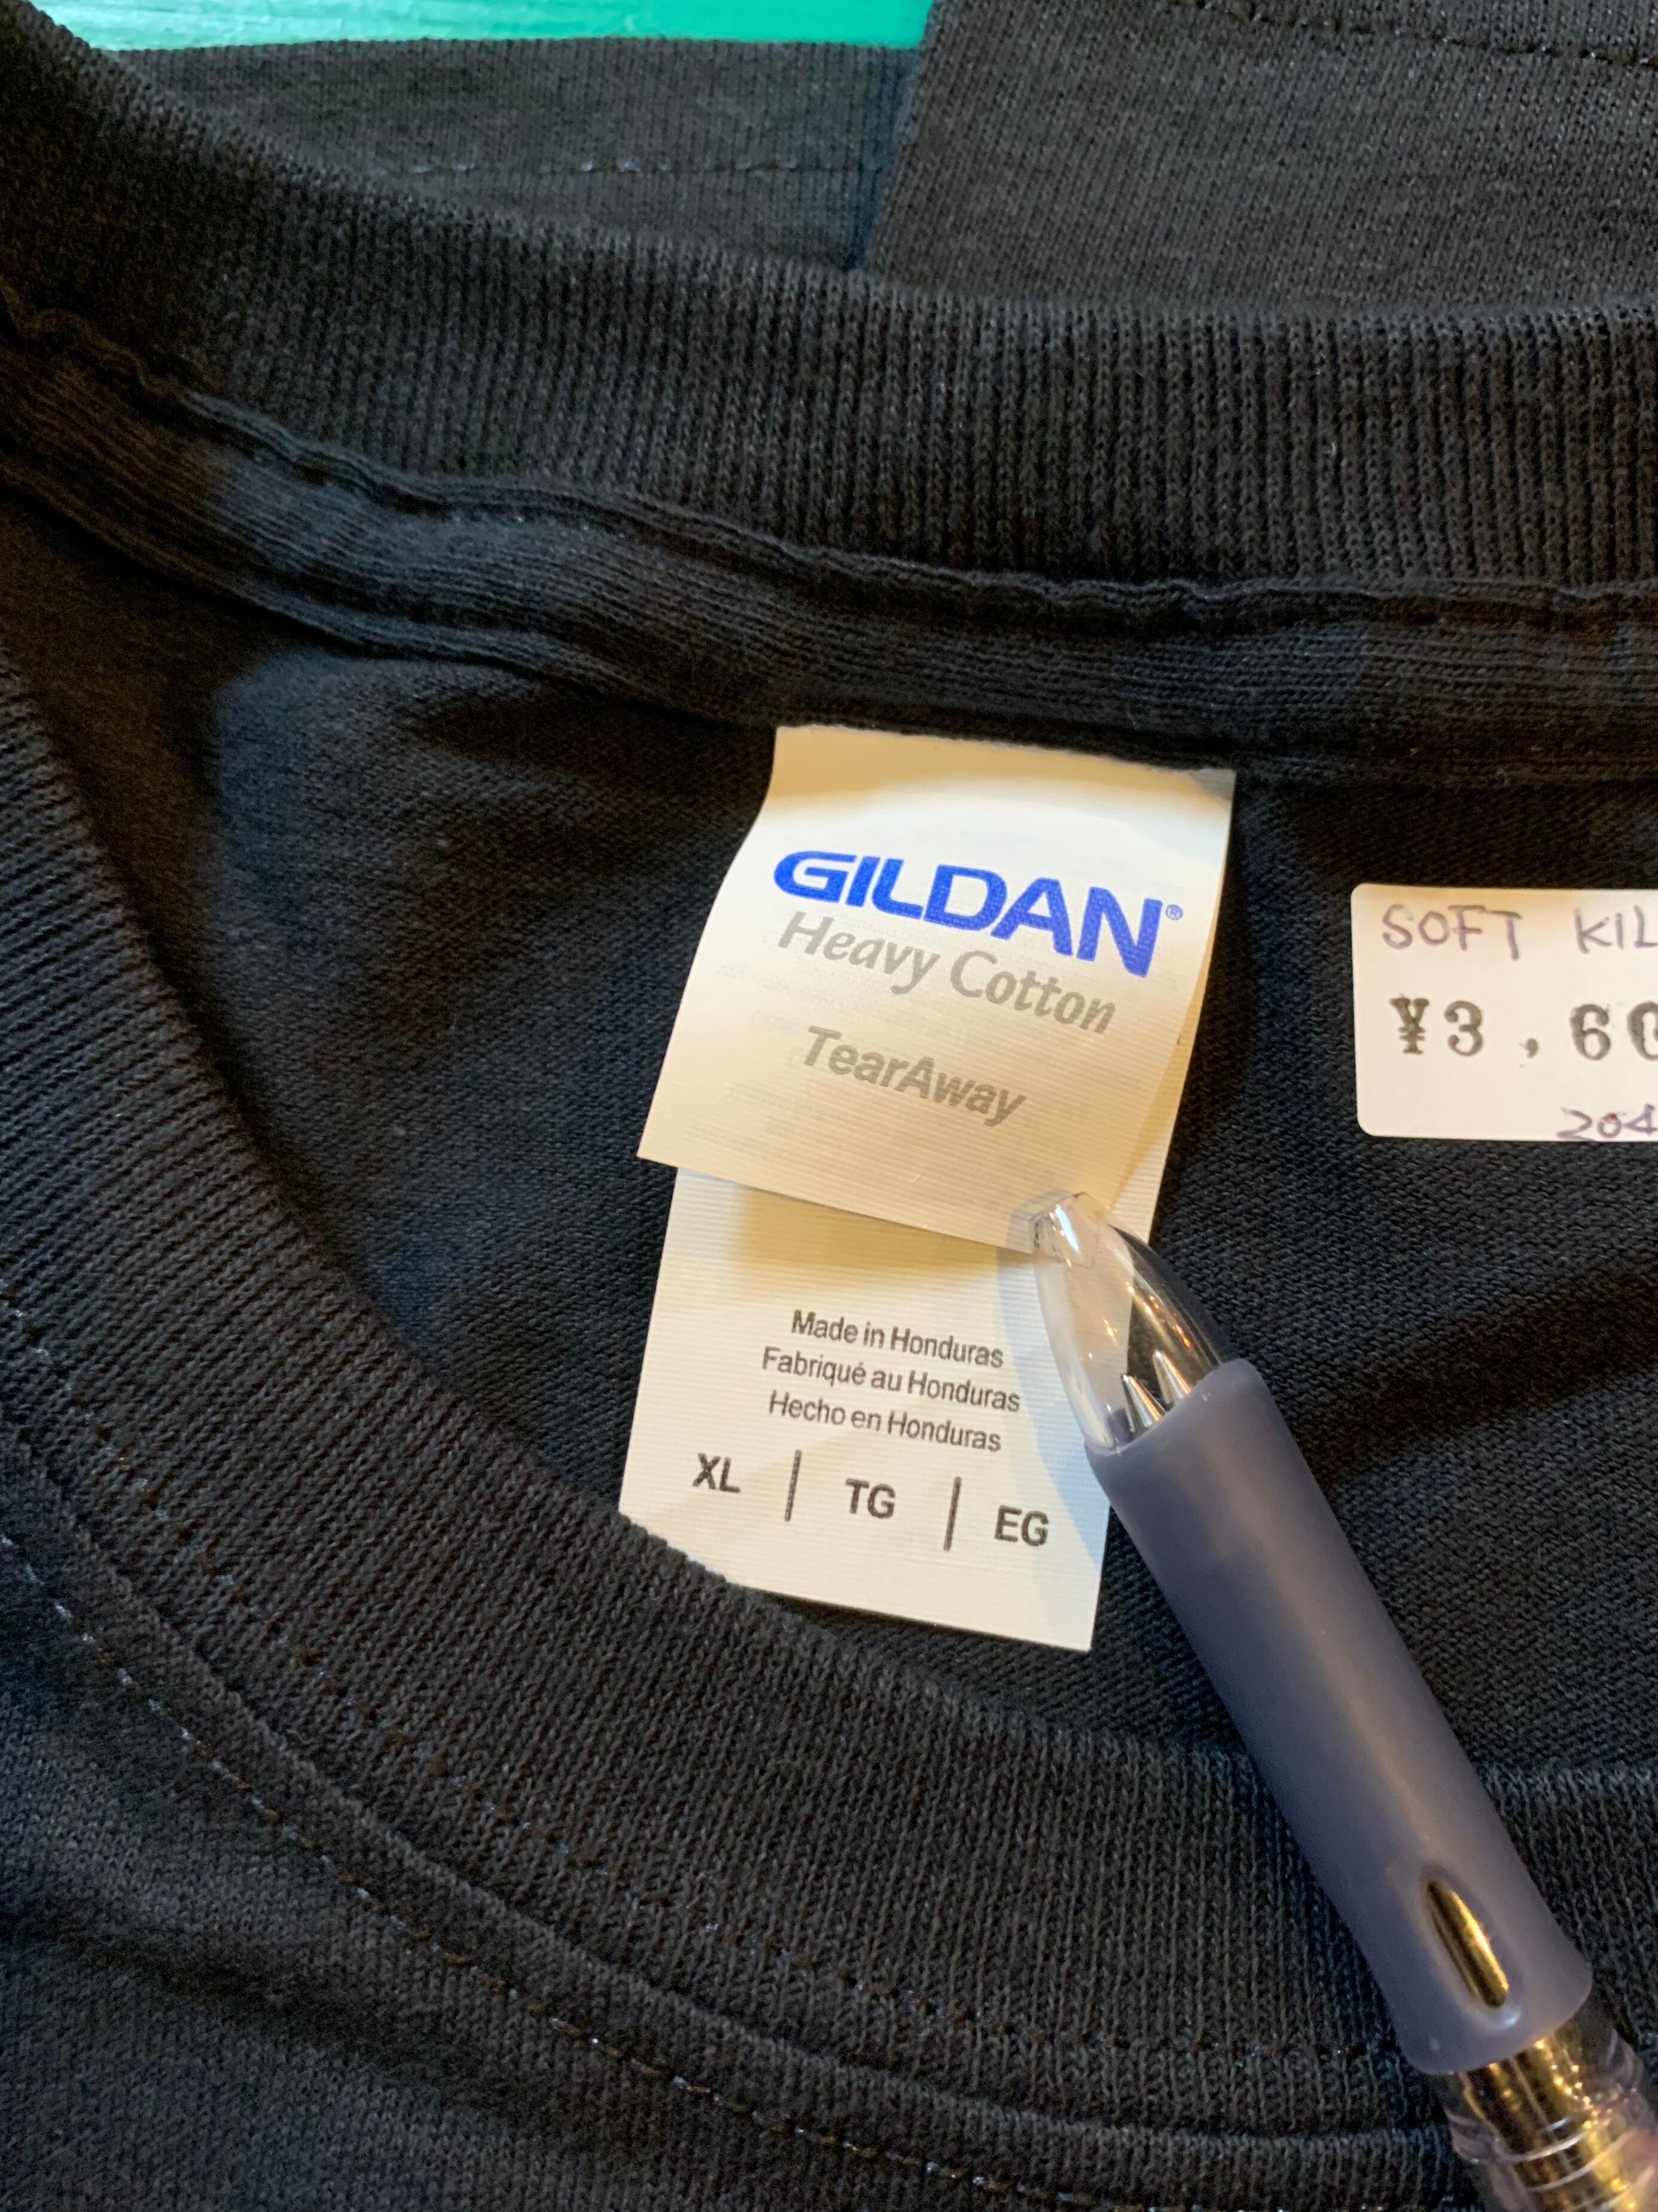 GILDAN®
Heavy Cotton
TearAway
Made in Honduras
Fabriqué au Honduras
Hecho en Honduras
XL | TG | EG
SOFT
¥3,60